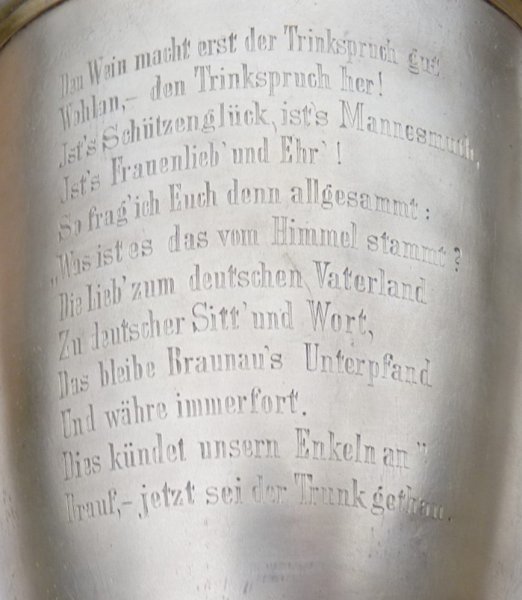 Den Wein macht erst der Trinkspruch gut
Wohlan,- den Trinkspruch her!
Ist's Schützenglück, ist's Mannesmuth,
Ist's Frauenlieb' und Ehr'!
So frag' ich Euch denn allgesammt:
„Was ist es das vom Himmel stammt?
Die Lieb' zum deutschen Vaterland
Zu deutscher Sitt' und Wort,
Das bleibe Braunau's Unterpfand
Und währe immerfort.
Dies kündet unsern Enkeln an"
Drauf,- jetzt sei der Trunk gethan.